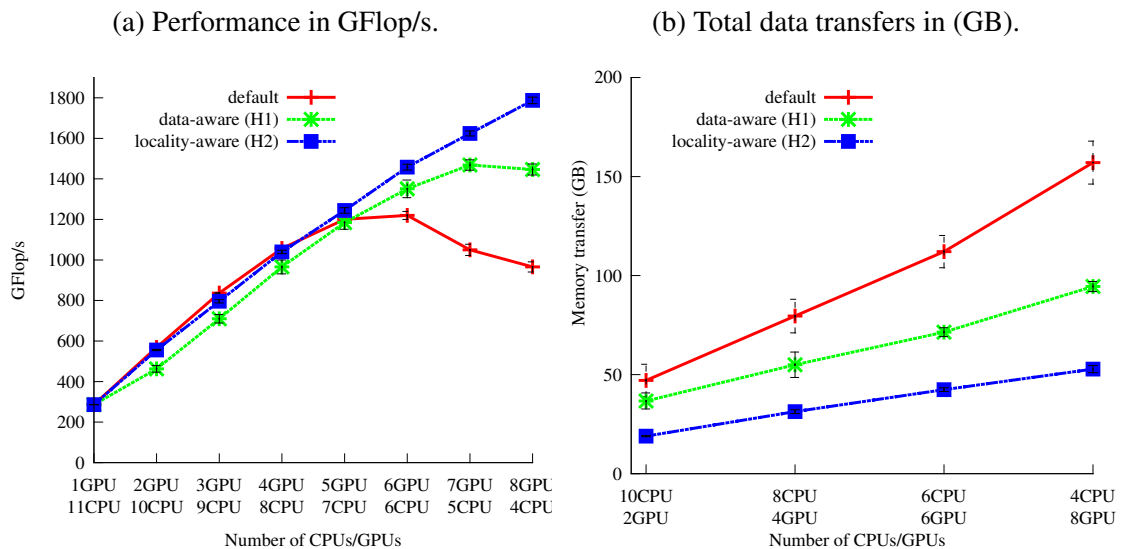 (a) Performance in GFlop/s.
GFlop/s
1800
1600
1400
1200
1000
800
600
400
200
0
default
data-aware (H1)
locality-aware (H2)
1GPU 2GPU 3GPU 4GPU 5GPU 6GPU 7GPU 8GPU
11CPU 10CPU 9CPU 8CPU 7CPU 6CPU 5CPU 4CPU
Number of CPUs/GPUs
(b) Total data transfers in (GB).
Memory transfer (GB)
200
150
100
50
0
default
data-aware (H1)
locality-aware (H2)
10CPU 8CPU 6CPU 4CPU
2GPU 4GPU 6GPU 8GPU
Number of CPUs/GPUs